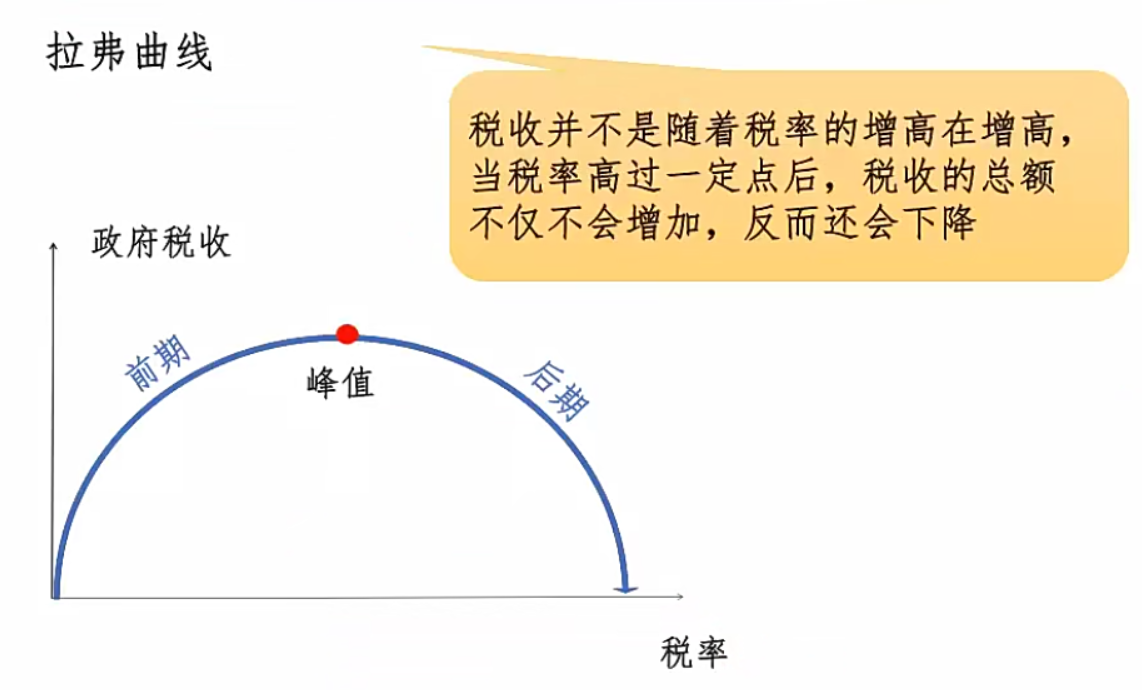 拉弗曲线
税收并不是随着税率的增高在增高，
当税率高过一定点后，税收的总额
不仅不会增加，反而还会下降
政府税收
前期
峰值
后期
税率